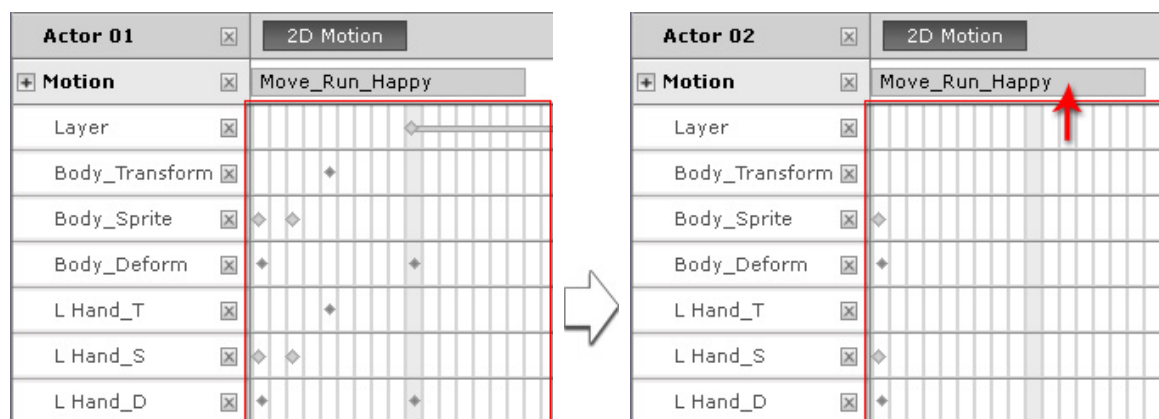 Actor 01
2D Motion
Motion
Move_Run_Happy
Layer
Body_Transform
Body_Sprite
Body_Deform
L Hand_T
L Hand_S
L Hand_D
Actor 02
2D Motion
Motion
Move_Run_Happy
Layer
Body_Transform
Body_Sprite
Body_Deform
L Hand_T
L Hand_S
L Hand_D